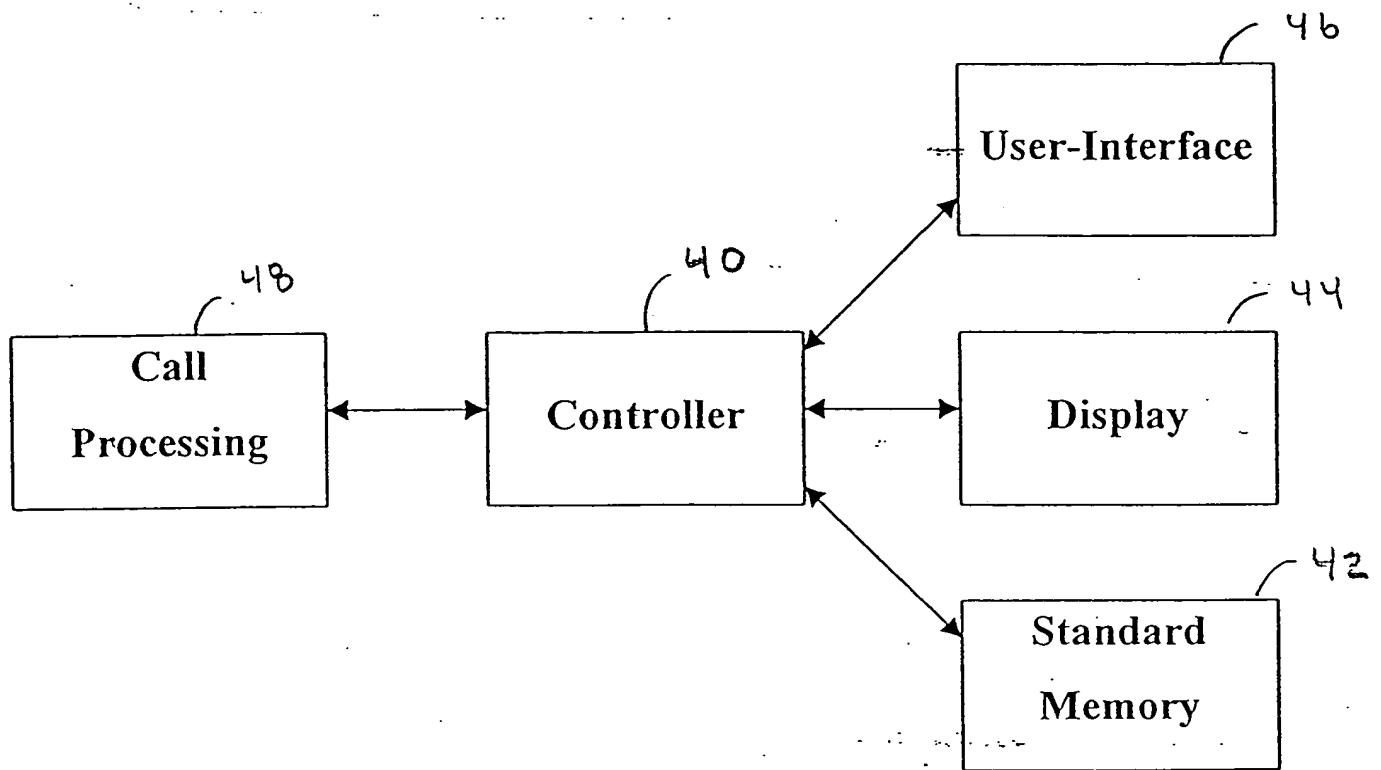 46
User-Interface
40
48
44
Call
Processing
Controller
Display
42
Standard
Memory